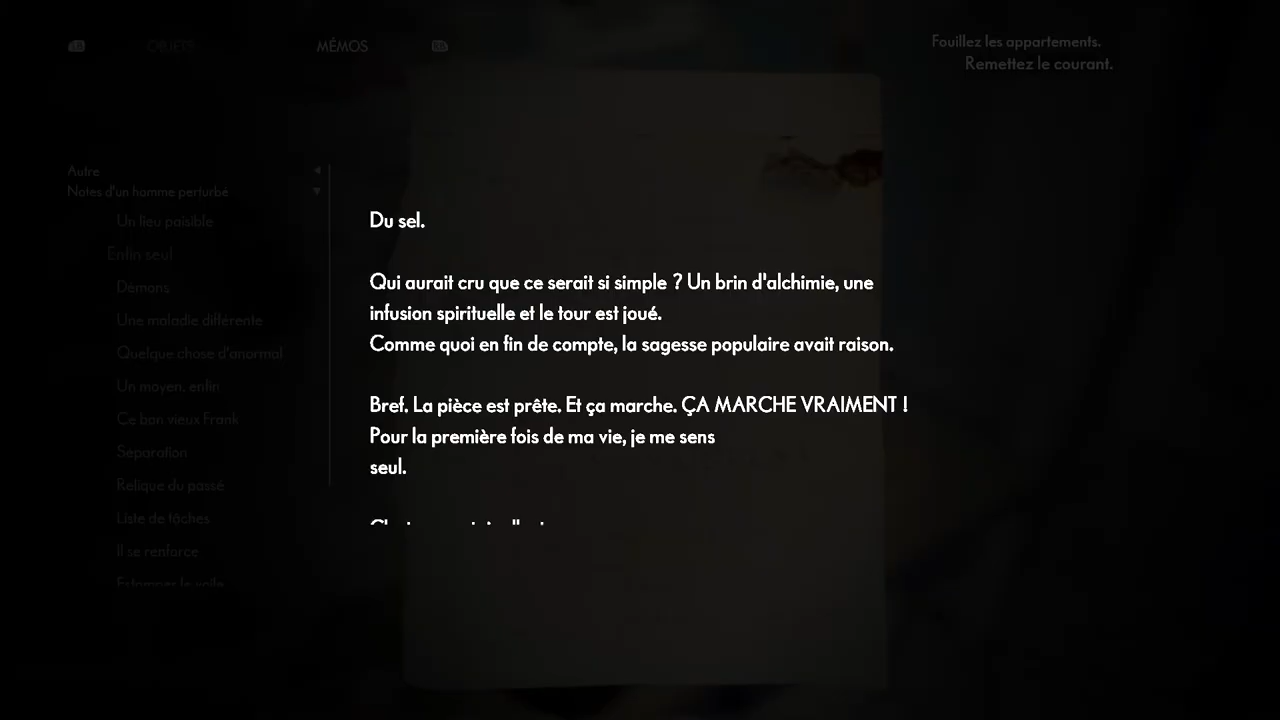 LB OBJETS MÉMOS RB
Fouillez les appartements.
Remettez le courant.
Autre
Notes d'un homme perturbé
Un lieu paisible
Enfin seul
Démons
Une maladie différente
Quelque chose d'anormal
Un moyen, enfin
Ce bon vieux Frank
Séparation
Relique du passé
Liste de tâches
Il se renforce
Estomper le voile
Du sel.
Qui aurait cru que ce serait si simple ? Un brin d'alchimie, une
infusion spirituelle et le tour est joué.
Comme quoi en fin de compte, la sagesse populaire avait raison.
Bref. La pièce est prête. Et ça marche. ÇA MARCHE VRAIMENT !
Pour la première fois de ma vie, je me sens
seul.